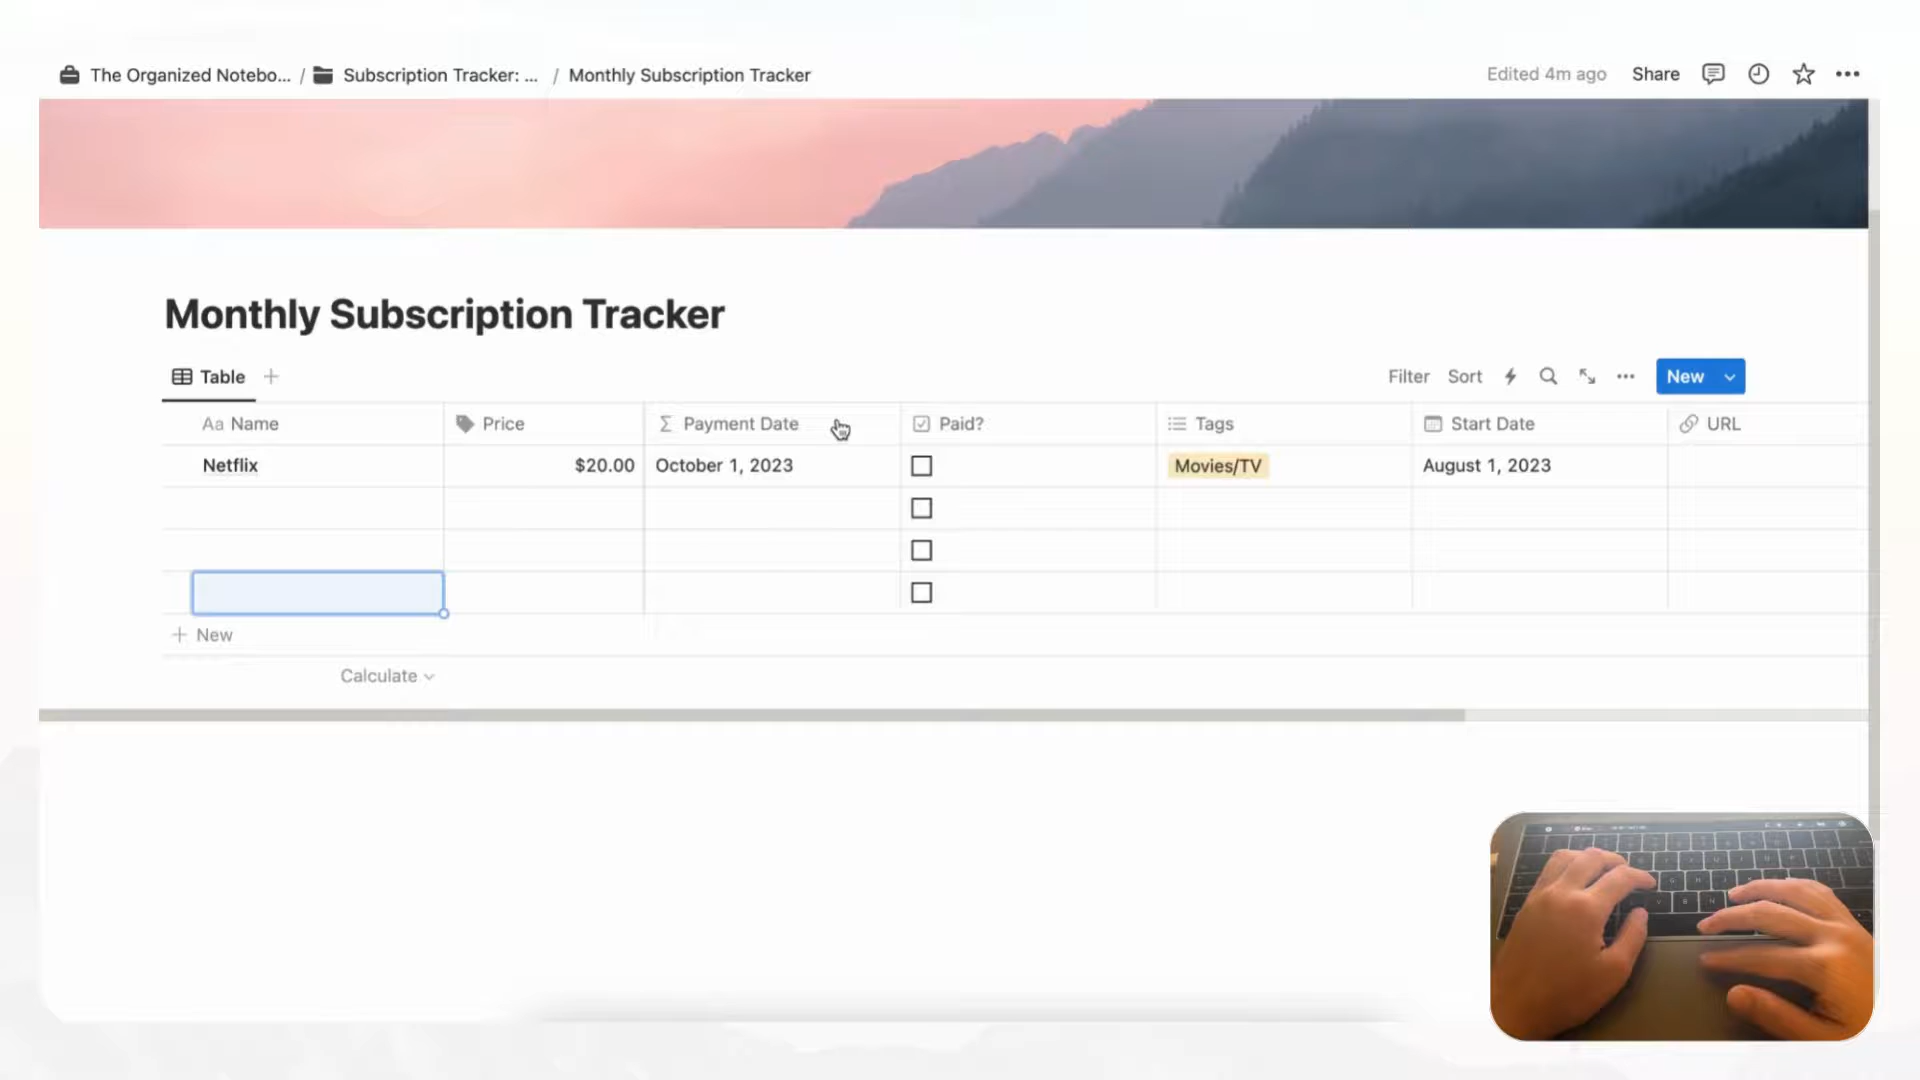 The Organized Notebo... / Subscription Tracker: ... / Monthly Subscription Tracker
Edited 4m ago Share
Monthly Subscription Tracker
Table
Filter Sort New
Aa Name Price Payment Date Paid? Tags Start Date URL
Netflix $20.00 October 1, 2023 Movies/TV August 1, 2023
+ New
Calculate